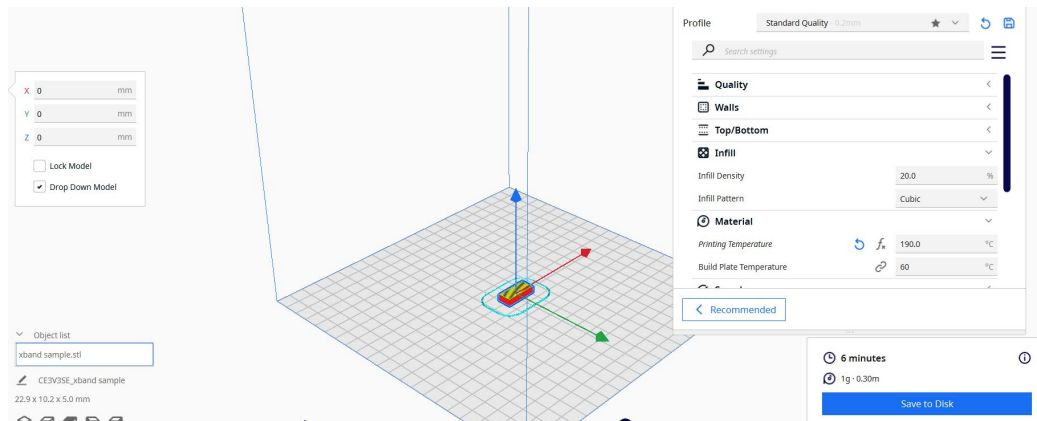 Profile
Standard Quality 0.2mm
Search settings
X 0 mm
Y 0 mm
Z 0 mm
Lock Model
Drop Down Model
Quality
Walls
Top/Bottom
Infill
Infill Density 20.0 %
Infill Pattern Cubic
Material
Printing Temperature 190.0 °C
Build Plate Temperature 60 °C
Recommended
Object list
xband sample.stl
CE3V3SE_xband sample
22.9 x 10.2 x 5.0 mm
6 minutes
1g · 0.30m
Save to Disk